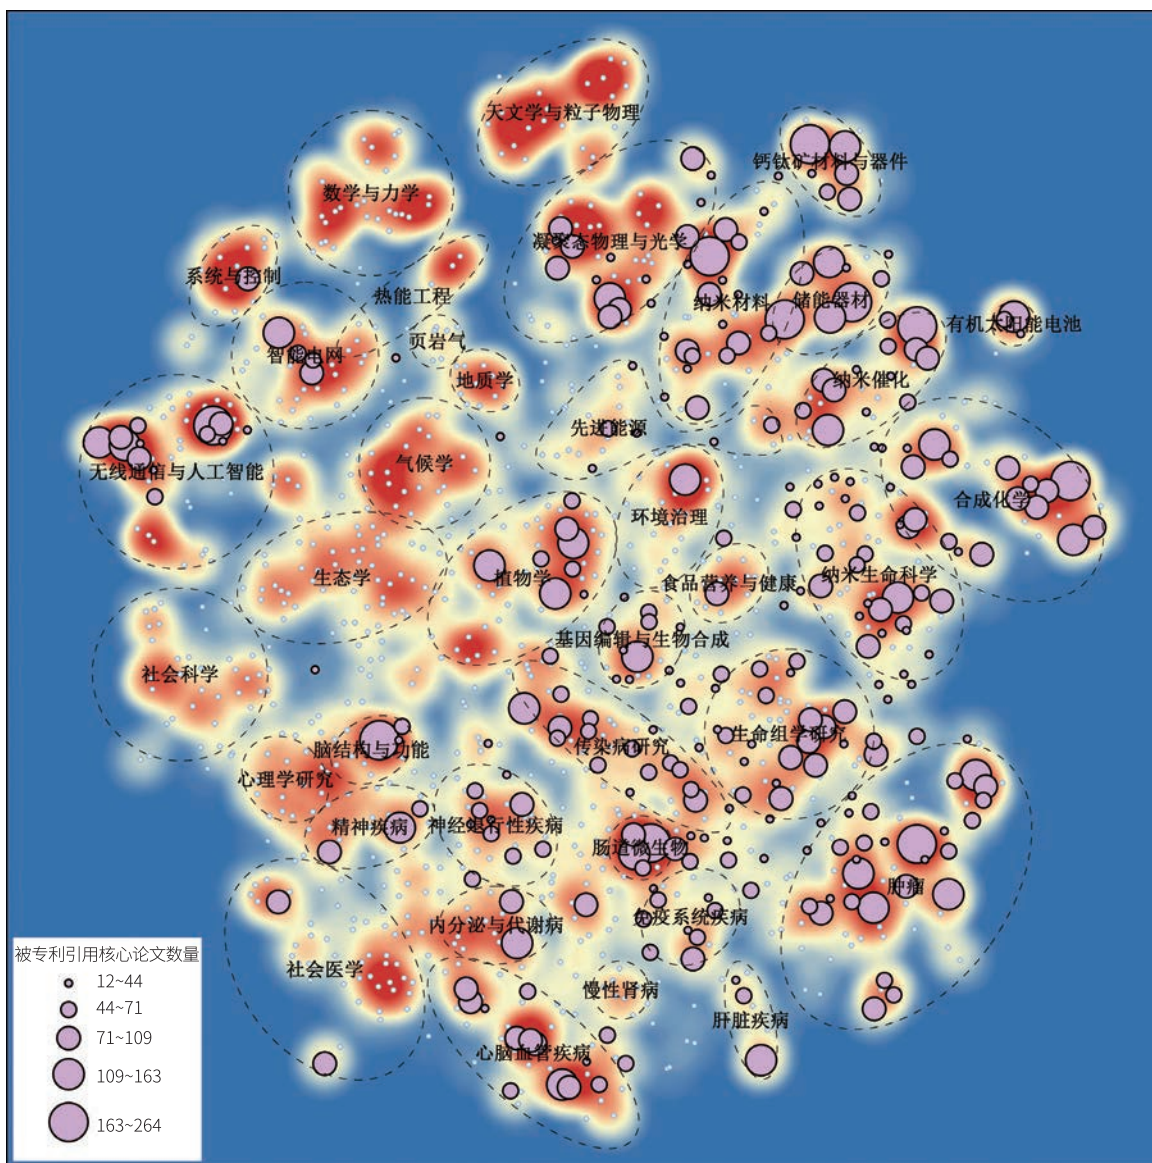 天文学与粒子物理
钙钛矿材料与器件
数学与力学
凝聚态物理与光学
系统与控制
热能工程
纳米材料
储能器材
有机太阳能电池
页岩气
智能电网
地质学
纳米催化
先进能源
气候学
无线通信与人工智能
合成化学
环境治理
生态学
植物学
食品营养与健康
纳米生命科学
基因编辑与生物合成
社会科学
生命组学研究
脑结构与功能
传染病研究
心理学研究
精神疾病
神经退行性疾病
肠道微生物
肿瘤
内分泌与代谢病
免疫系统疾病
社会医学
慢性肾病
肝脏疾病
心脑血管疾病
被专利引用核心论文数量
12~44
44~71
71~109
109~163
163~264